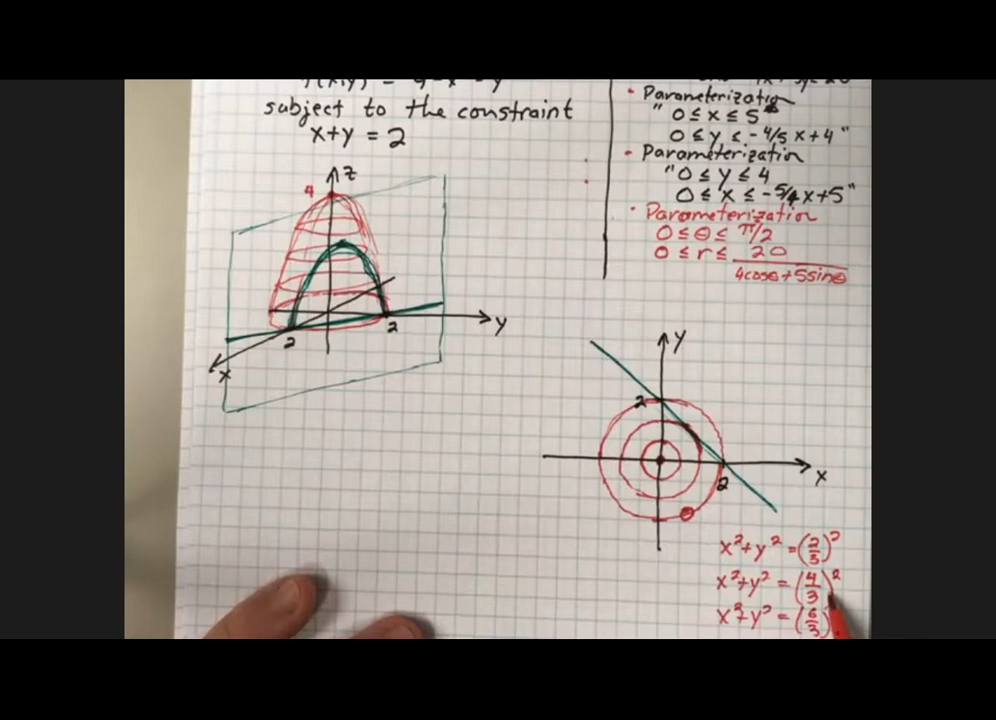 subject to the constraint
x+y = 2
z
4
y
2
2
x
• Parameterization
"0 ≤ x ≤ 5
0 ≤ y ≤ -4/5 x+4"
• Parameterization
"0 ≤ y ≤ 4
0 ≤ x ≤ -5/4x+5"
• Parameterization
0 ≤ θ ≤ π/2
0 ≤ r ≤ 20
4cosθ+5sinθ
y
2
2
x
x²+y² = (2/3)²
x²+y² = (4/3)²
x²+y² = (6/3)